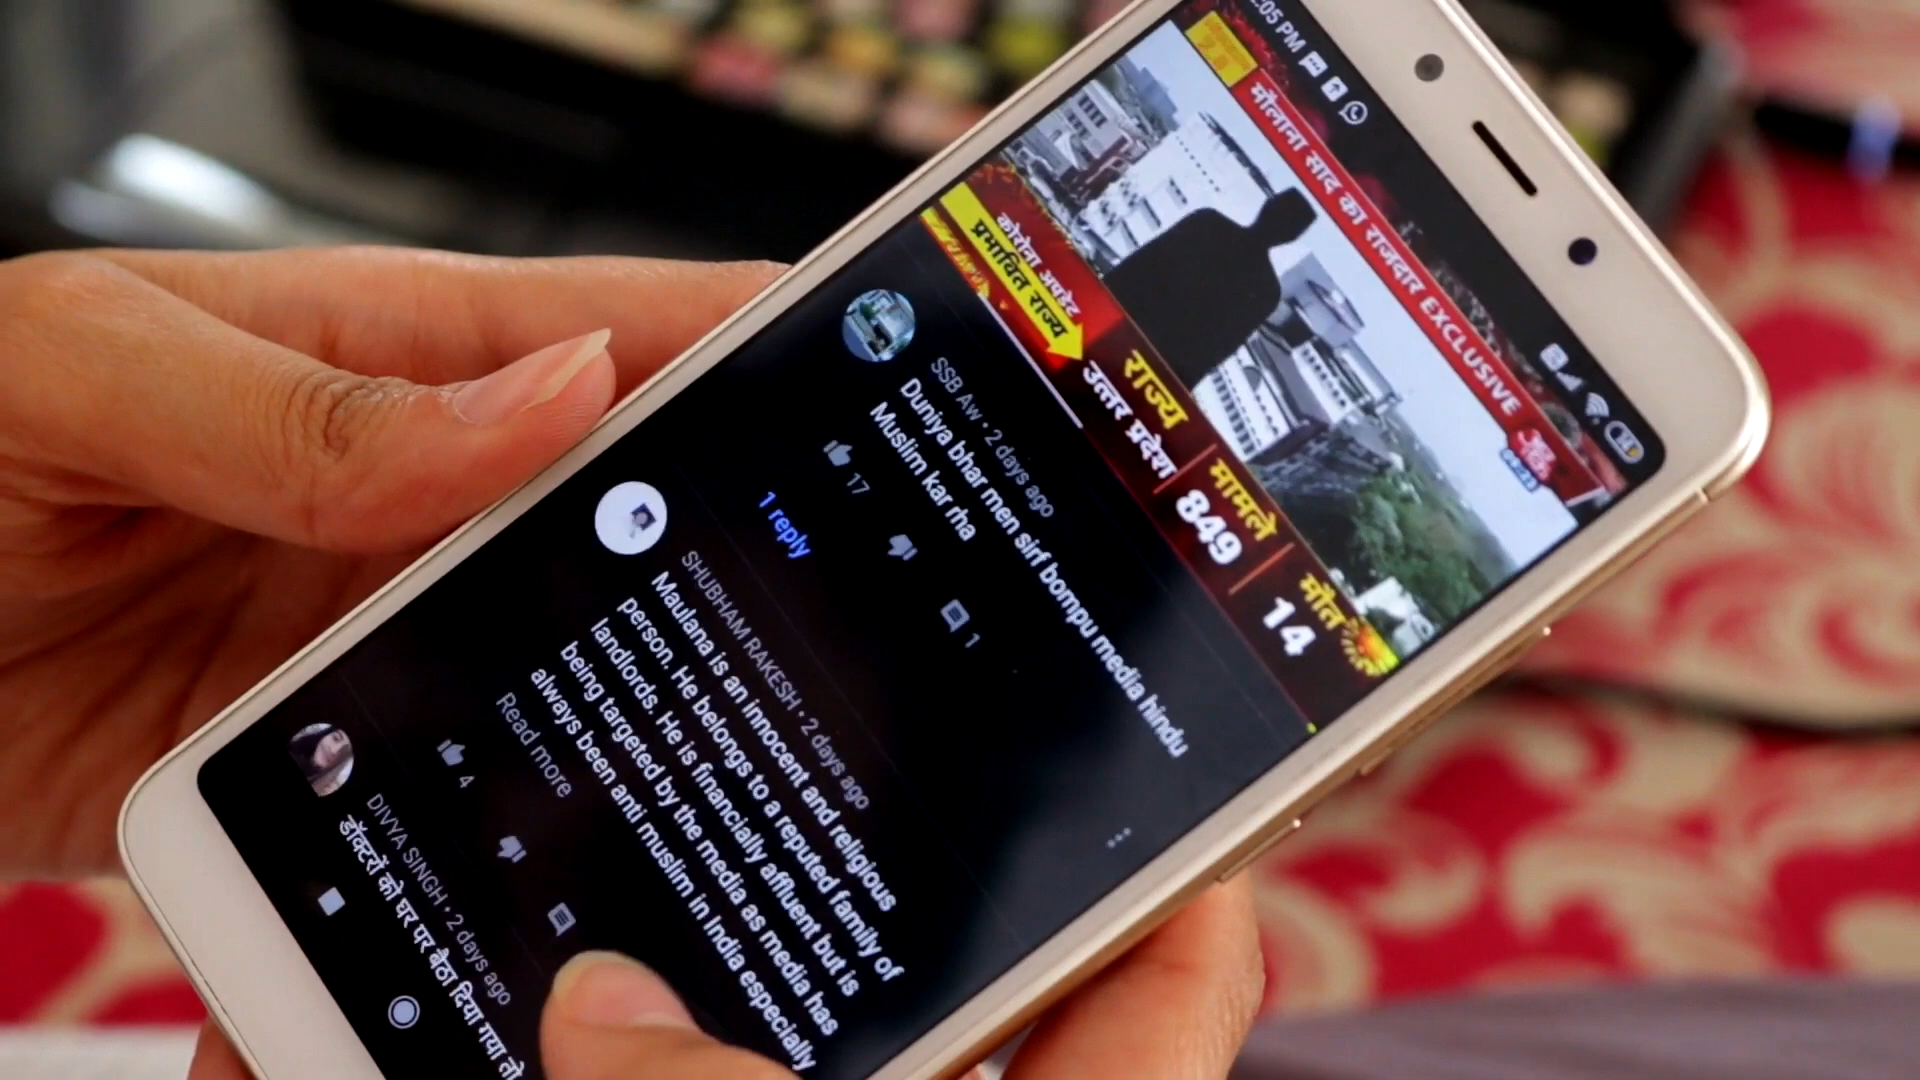 :05 PM
मौलाना साद का राजदार EXCLUSIVE
कोरोना अपडेट
प्रभावित राज्य
राज्य
मामले
मौत
उत्तर प्रदेश
849
14
SSB Aw • 2 days ago
Duniya bhar men sirf bompu media hindu
Muslim kar rha
17
1
1 reply
SHUBHAM RAKESH • 2 days ago
Maulana is an innocent and religious
person. He belongs to a reputed family of
landlords. He is financially affluent but is
being targeted by the media as media has
always been anti muslim in India especially
Read more
4
DIVYA SINGH • 2 days ago
डॉक्टरों को घर पर बैठा दिया गया तो